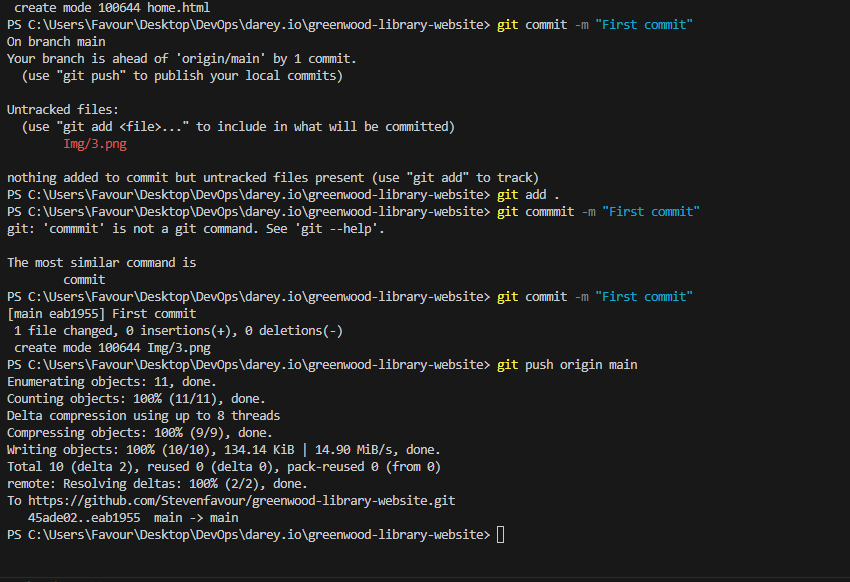 create mode 100644 home.html
PS C:\Users\Favour\Desktop\DevOps\darey.io\greenwood-library-website> git commit -m "First commit"
On branch main
Your branch is ahead of 'origin/main' by 1 commit.
  (use "git push" to publish your local commits)

Untracked files:
  (use "git add <file>..." to include in what will be committed)
        Img/3.png

nothing added to commit but untracked files present (use "git add" to track)
PS C:\Users\Favour\Desktop\DevOps\darey.io\greenwood-library-website> git add .
PS C:\Users\Favour\Desktop\DevOps\darey.io\greenwood-library-website> git commmit -m "First commit"
git: 'commmit' is not a git command. See 'git --help'.

The most similar command is
        commit
PS C:\Users\Favour\Desktop\DevOps\darey.io\greenwood-library-website> git commit -m "First commit"
[main eab1955] First commit
 1 file changed, 0 insertions(+), 0 deletions(-)
 create mode 100644 Img/3.png
PS C:\Users\Favour\Desktop\DevOps\darey.io\greenwood-library-website> git push origin main
Enumerating objects: 11, done.
Counting objects: 100% (11/11), done.
Delta compression using up to 8 threads
Compressing objects: 100% (9/9), done.
Writing objects: 100% (10/10), 134.14 KiB | 14.90 MiB/s, done.
Total 10 (delta 2), reused 0 (delta 0), pack-reused 0 (from 0)
remote: Resolving deltas: 100% (2/2), done.
To https://github.com/Stevenfavour/greenwood-library-website.git
   45ade02..eab1955  main -> main
PS C:\Users\Favour\Desktop\DevOps\darey.io\greenwood-library-website>